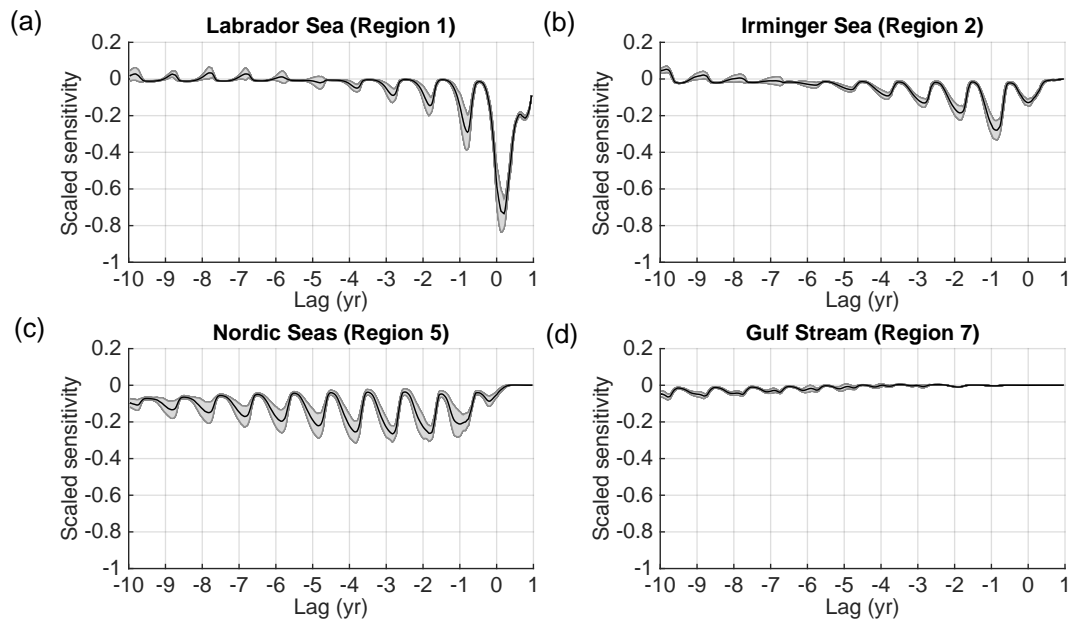 (a)
Labrador Sea (Region 1)
0.2
0
-0.2
-0.4
-0.6
-0.8
-1
Scaled sensitivity
-10 -9 -8 -7 -6 -5 -4 -3 -2 -1 0 1
Lag (yr)
(b)
Irminger Sea (Region 2)
0.2
0
-0.2
-0.4
-0.6
-0.8
-1
Scaled sensitivity
-10 -9 -8 -7 -6 -5 -4 -3 -2 -1 0 1
Lag (yr)
(c)
Nordic Seas (Region 5)
0.2
0
-0.2
-0.4
-0.6
-0.8
-1
Scaled sensitivity
-10 -9 -8 -7 -6 -5 -4 -3 -2 -1 0 1
Lag (yr)
(d)
Gulf Stream (Region 7)
0.2
0
-0.2
-0.4
-0.6
-0.8
-1
Scaled sensitivity
-10 -9 -8 -7 -6 -5 -4 -3 -2 -1 0 1
Lag (yr)